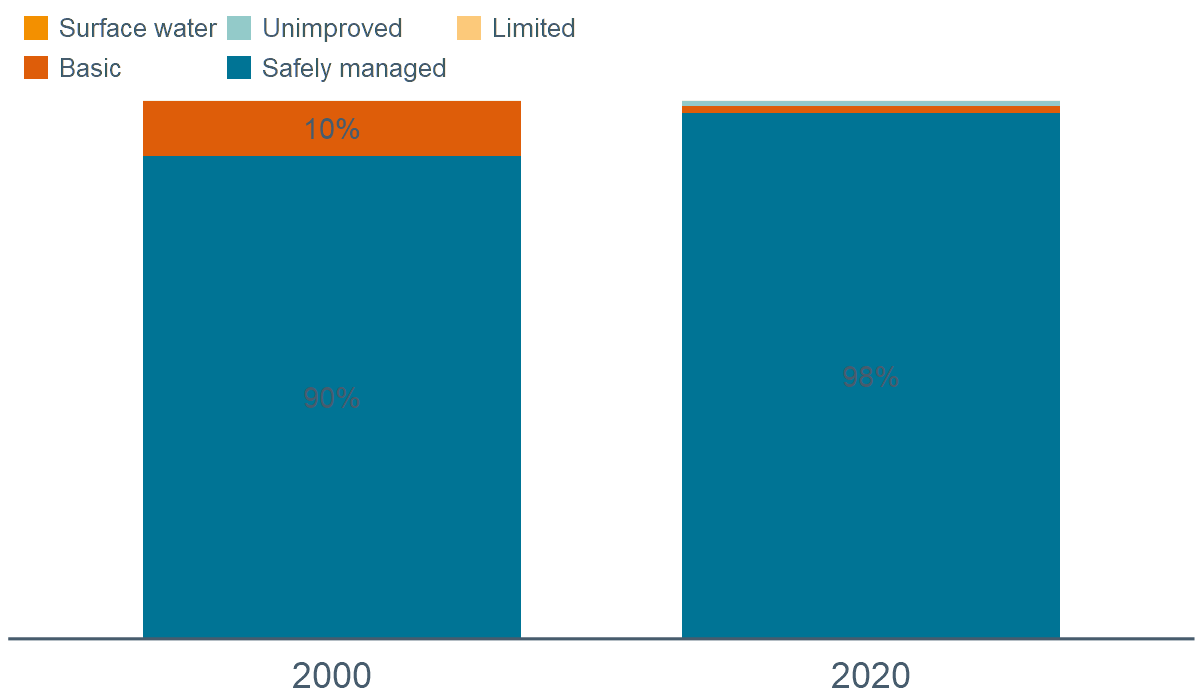 Surface water Unimproved Limited
Basic Safely managed
10%
98%
90%
2000 2020